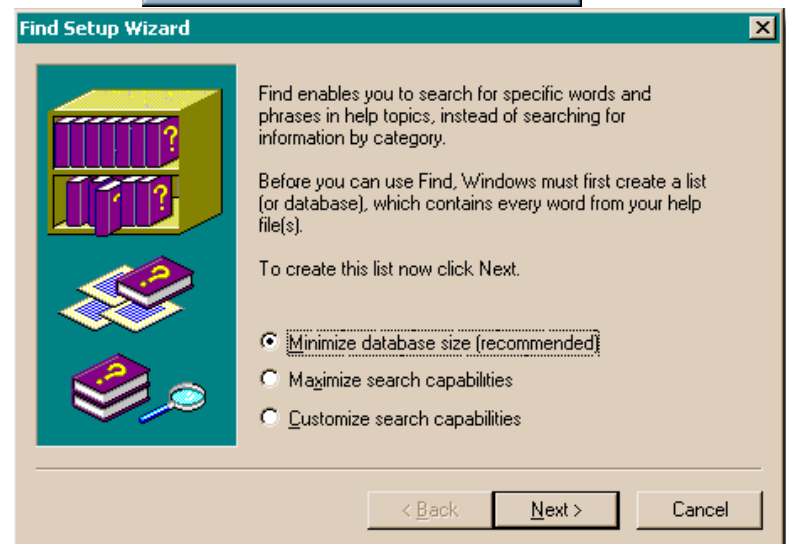 Find Setup Wizard
Find enables you to search for specific words and
phrases in help topics, instead of searching for
information by category.
Before you can use Find, Windows must first create a list
(or database), which contains every word from your help
file(s).
To create this list now click Next.
Minimize database size (recommended)
Maximize search capabilities
Customize search capabilities
< Back
Next >
Cancel